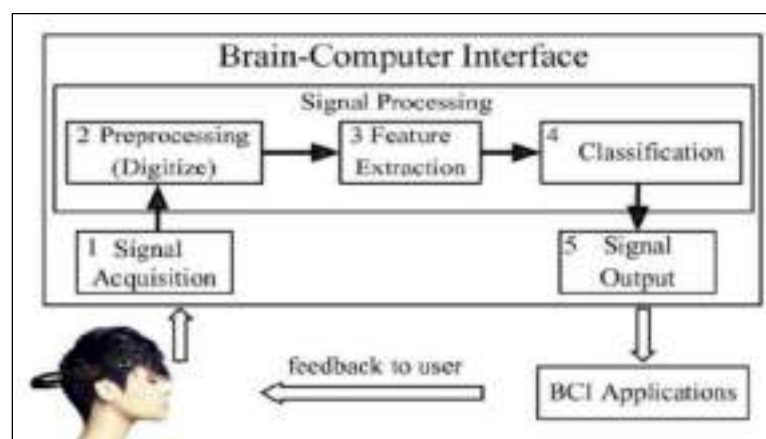 Brain-Computer Interface
Signal Processing
2 Preprocessing
(Digitize)
3 Feature
Extraction
4
Classification
1 Signal
Acquisition
5 Signal
Output
feedback to user
BCI Applications